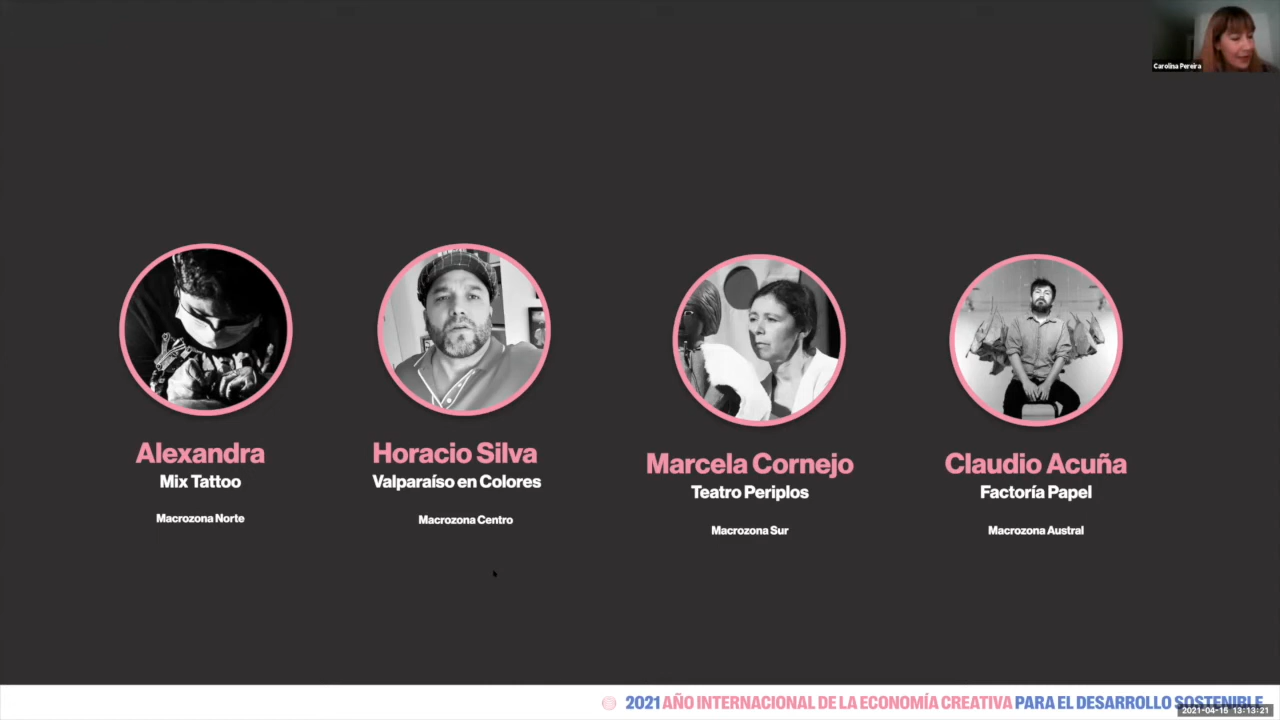 Carolina Pereira
Alexandra
Mix Tattoo
Macrozona Norte
Horacio Silva
Valparaíso en Colores
Macrozona Centro
Marcela Cornejo
Teatro Periplos
Macrozona Sur
Claudio Acuña
Factoría Papel
Macrozona Austral
2021 AÑO INTERNACIONAL DE LA ECONOMÍA CREATIVA PARA EL DESARROLLO SOSTENIBLE
2021-04-15 13:13:21